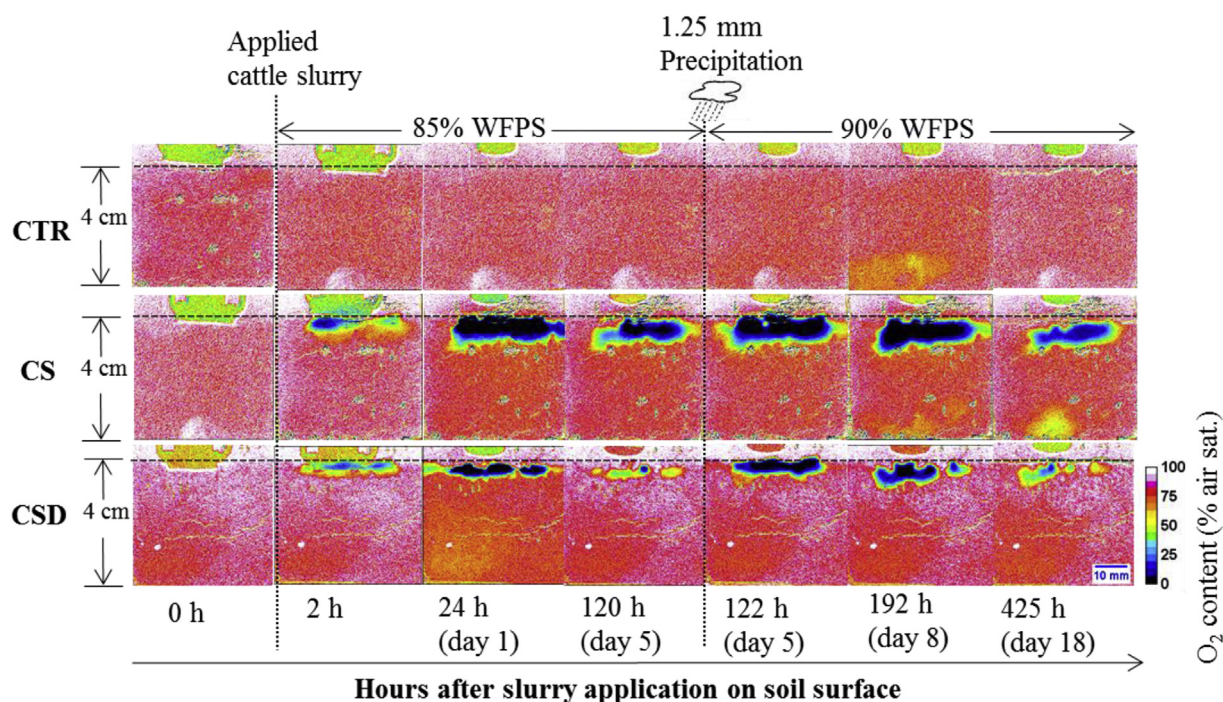 Applied
cattle slurry
1.25 mm
Precipitation
85% WFPS
90% WFPS
CTR
4 cm
CS
4 cm
CSD
4 cm
O₂ content (% air sat.)
100
75
50
25
0
10 mm
0 h
2 h
24 h
(day 1)
120 h
(day 5)
122 h
(day 5)
192 h
(day 8)
425 h
(day 18)
Hours after slurry application on soil surface